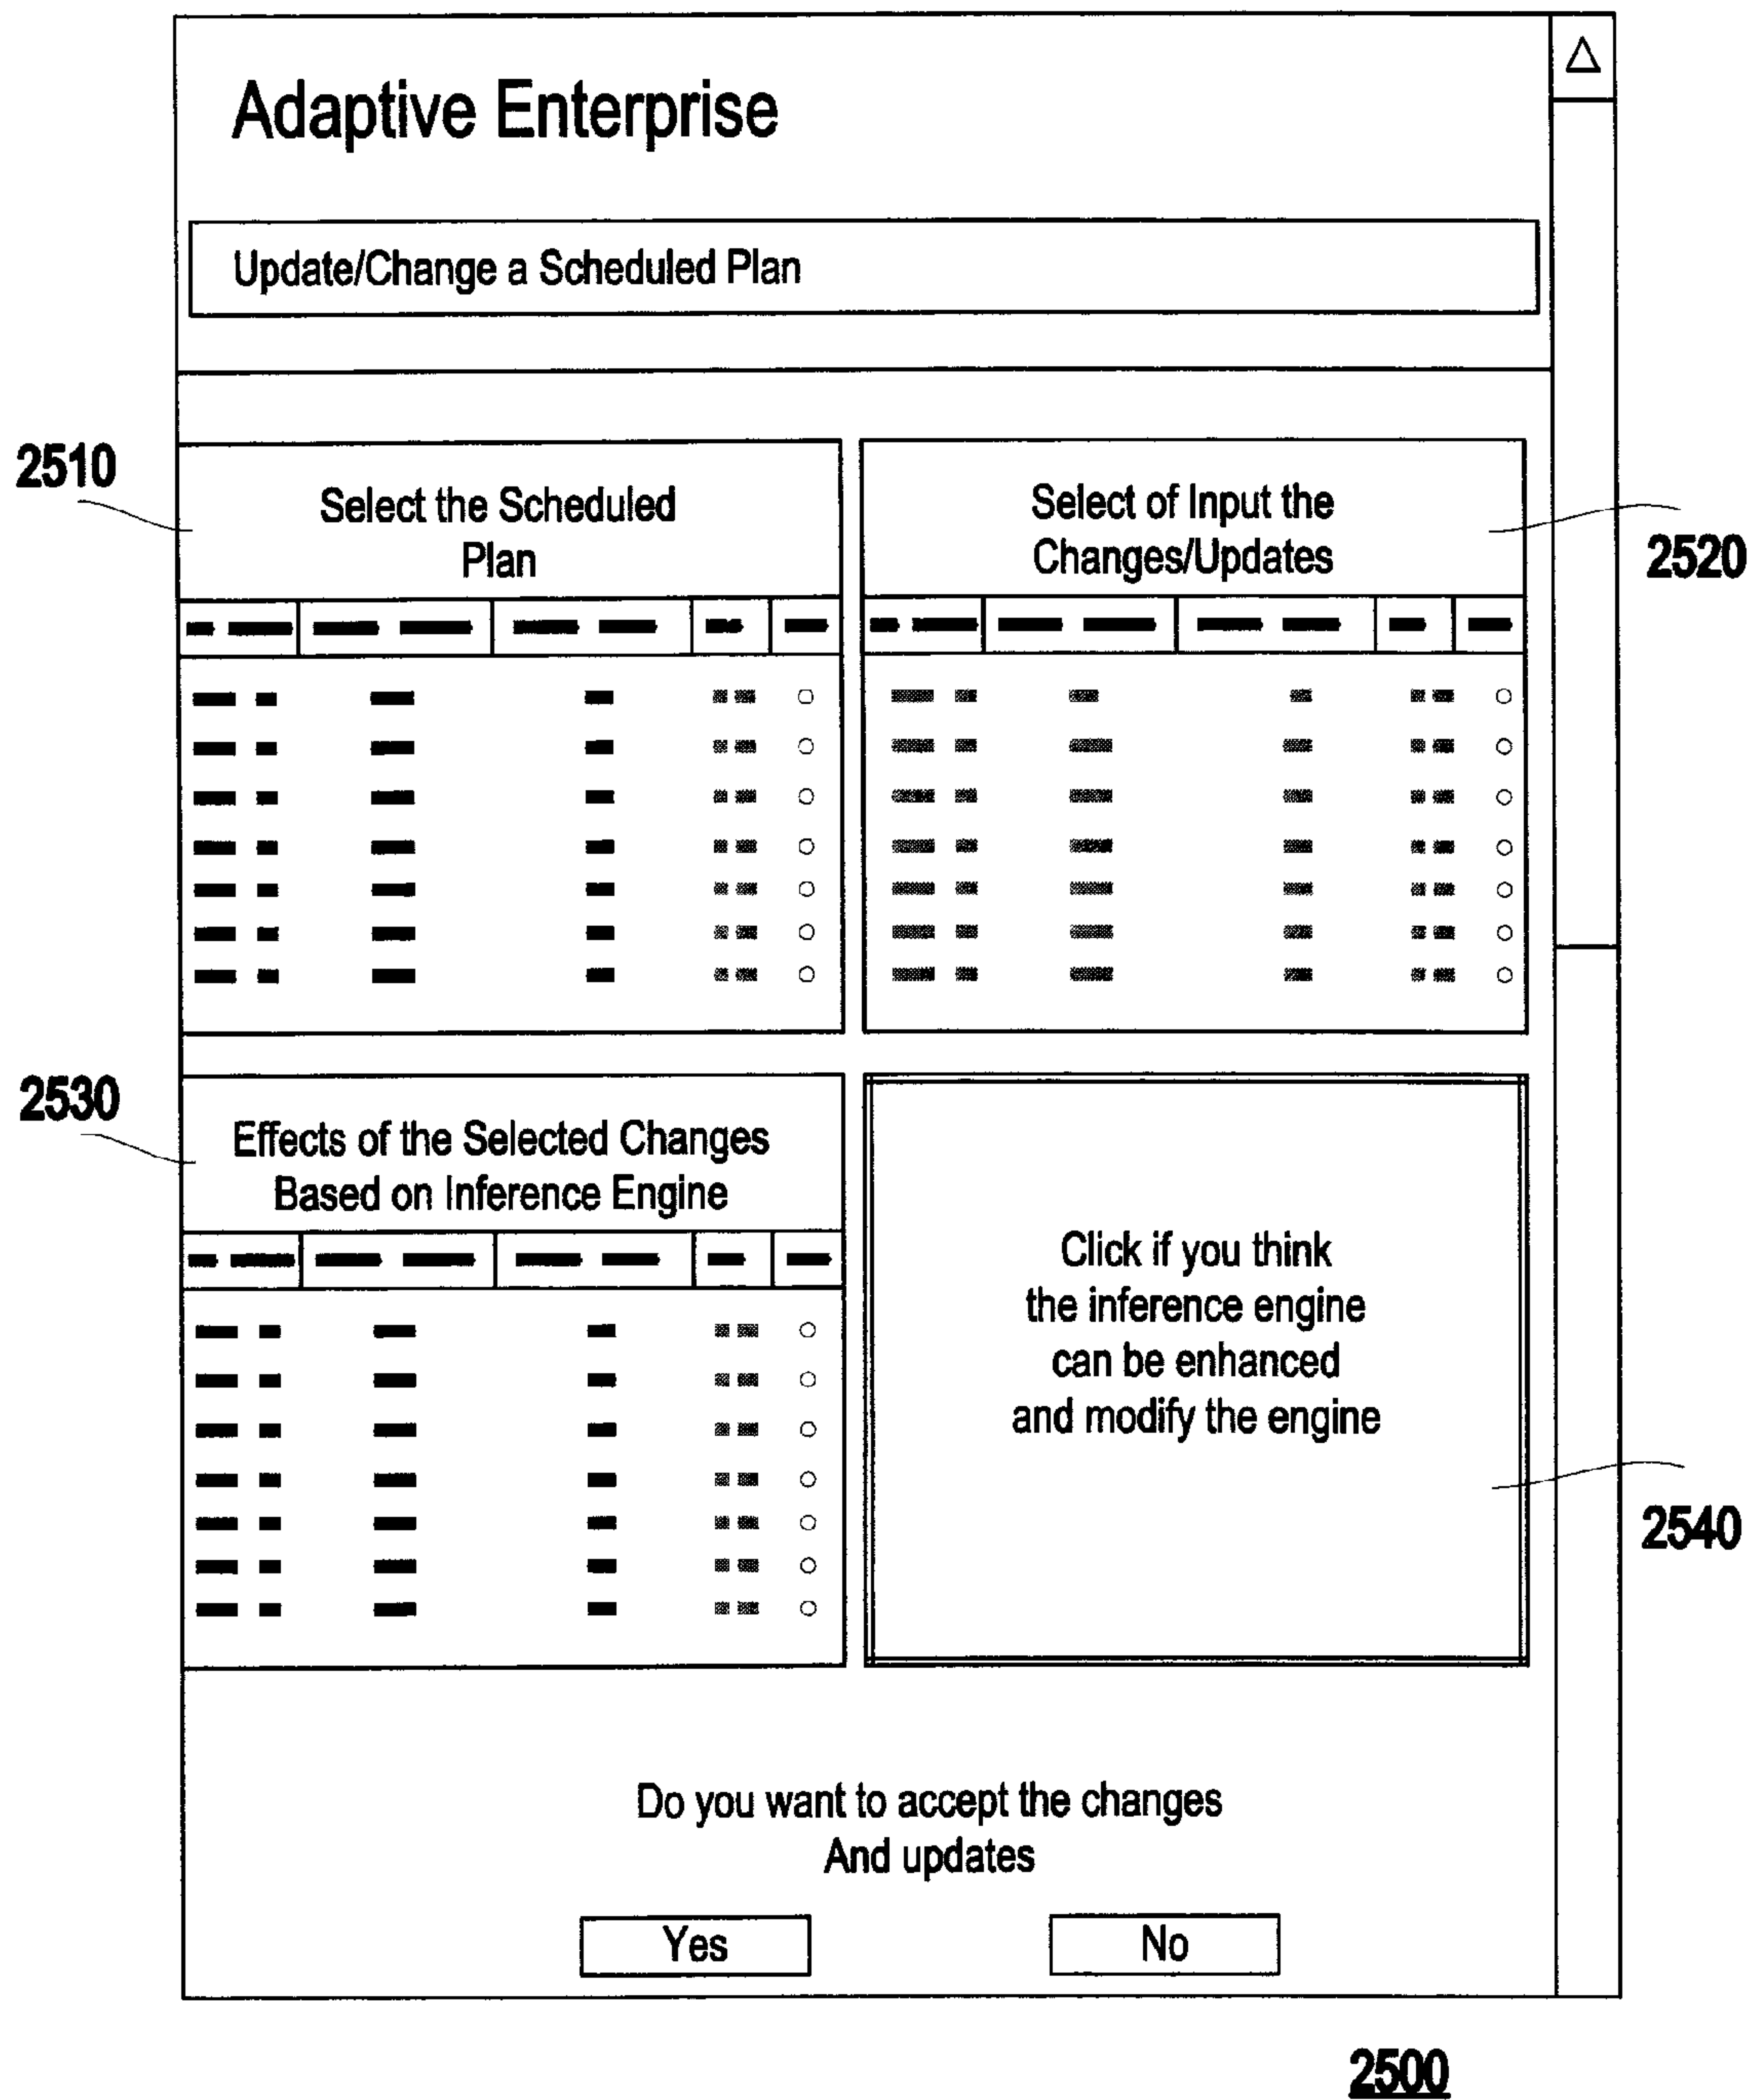 Adaptive Enterprise
Update/Change a Scheduled Plan
2510
Select the Scheduled
Plan
Select of Input the
Changes/Updates
2520
2530
Effects of the Selected Changes
Based on Inference Engine
Click if you think
the inference engine
can be enhanced
and modify the engine
2540
Do you want to accept the changes
And updates
Yes
No
2500